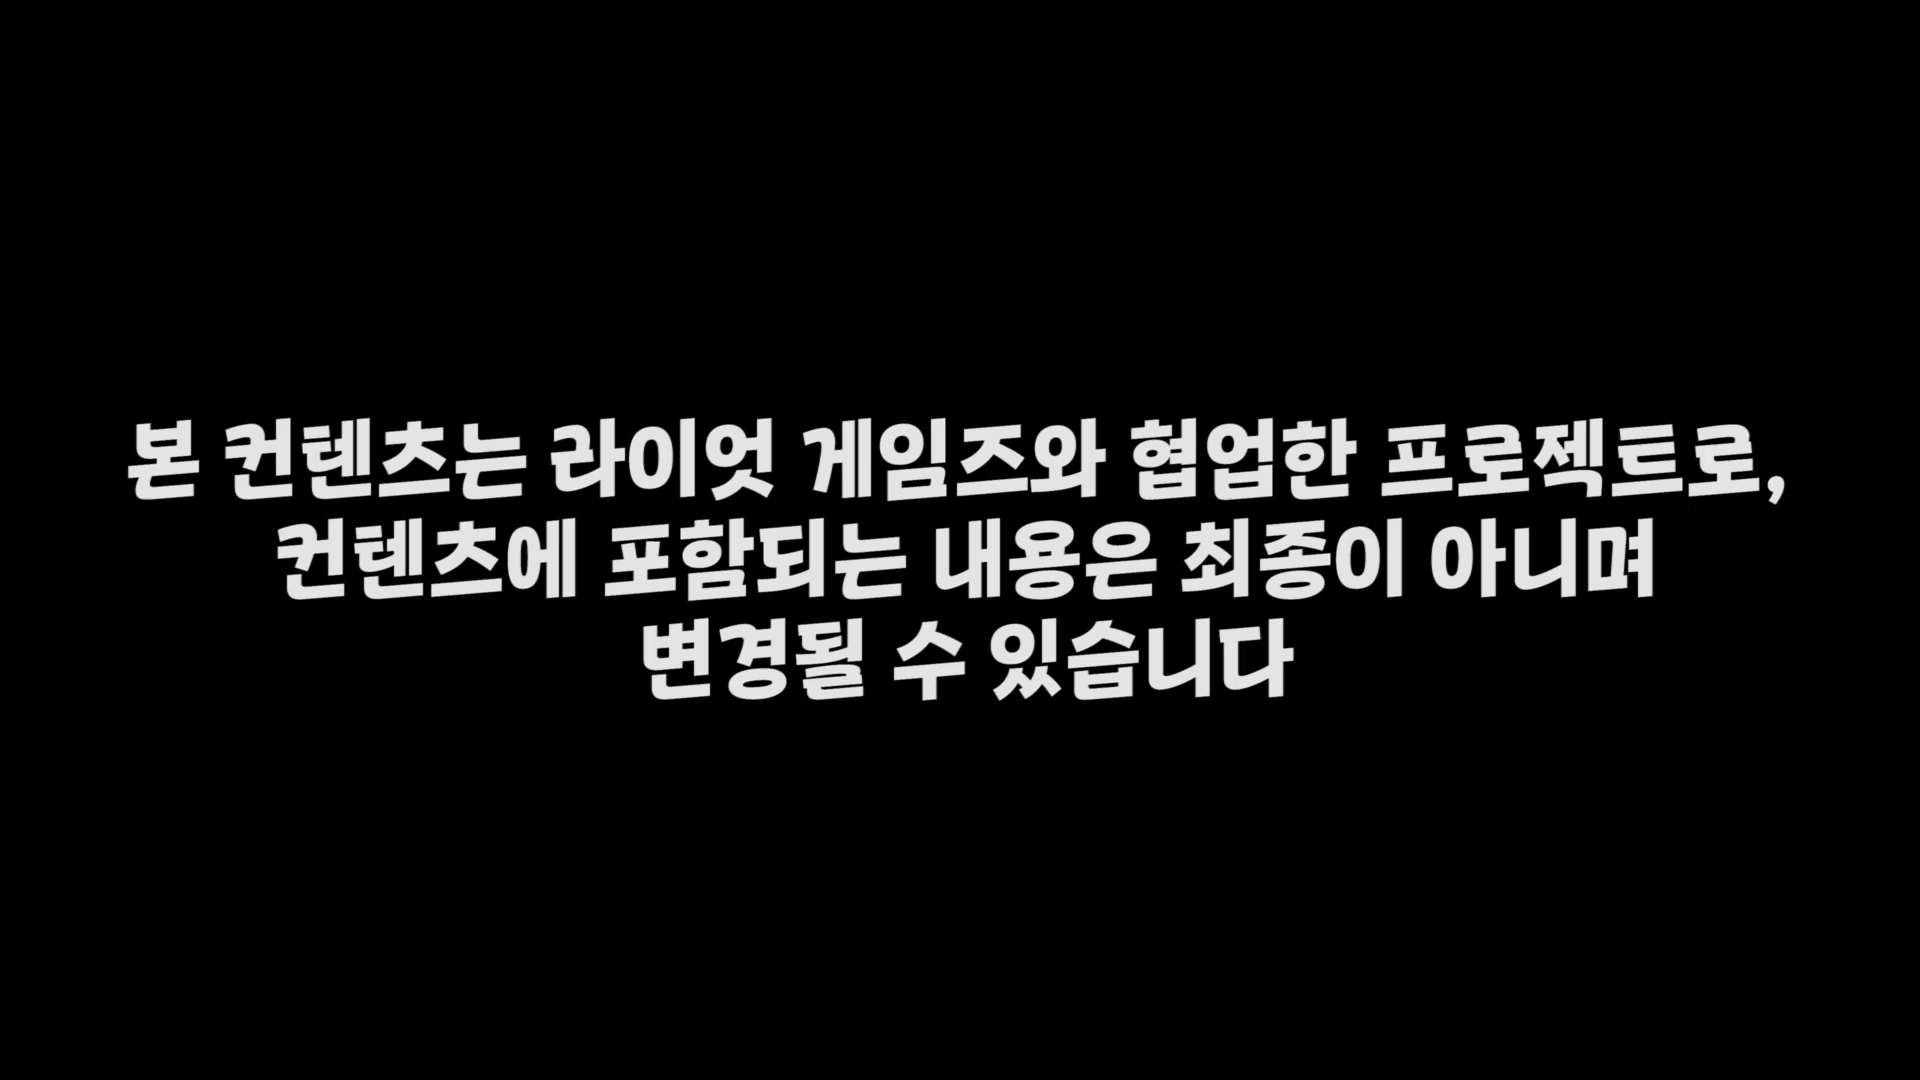 본 컨텐츠는 라이엇 게임즈와 협업한 프로젝트로,
컨텐츠에 포함되는 내용은 최종이 아니며
변경될 수 있습니다